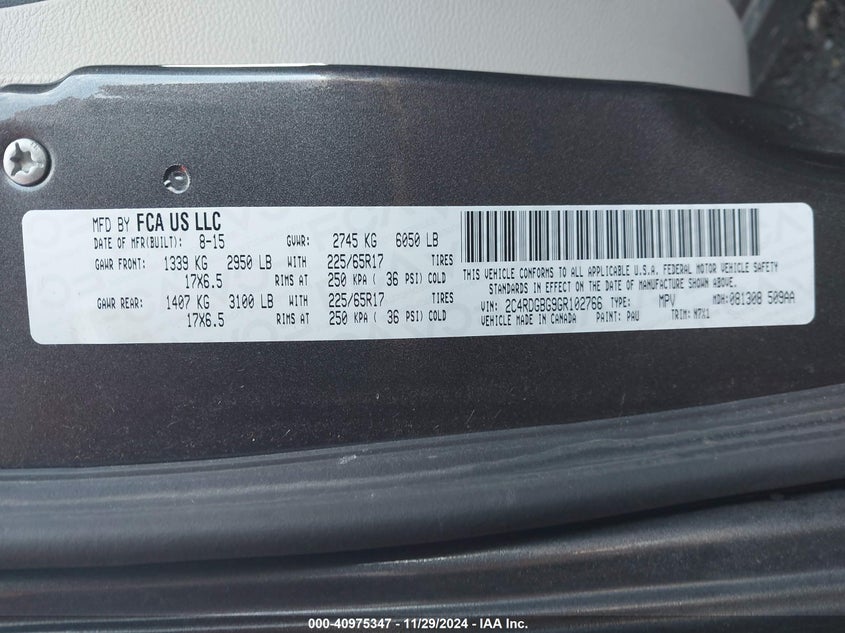 MFD BY FCA US LLC
DATE OF MFR(BUILT): 8-15 GVWR: 2745 KG 6050 LB
GAWR FRONT: 1339 KG 2950 LB WITH 225/65R17 TIRES
17X6.5 RIMS AT 250 KPA ( 36 PSI) COLD
GAWR REAR: 1407 KG 3100 LB WITH 225/65R17 TIRES
17X6.5 RIMS AT 250 KPA ( 36 PSI) COLD
THIS VEHICLE CONFORMS TO ALL APPLICABLE U.S.A. FEDERAL MOTOR VEHICLE SAFETY
STANDARDS IN EFFECT ON THE DATE OF MANUFACTURE SHOWN ABOVE.
VIN: 2C4RDGBG9GR102766 TYPE: MPV MDH: 081308 509AA
VEHICLE MADE IN CANADA PAINT: PAU TRIM: M7X1
000-40975347 - 11/29/2024 - IAA Inc.